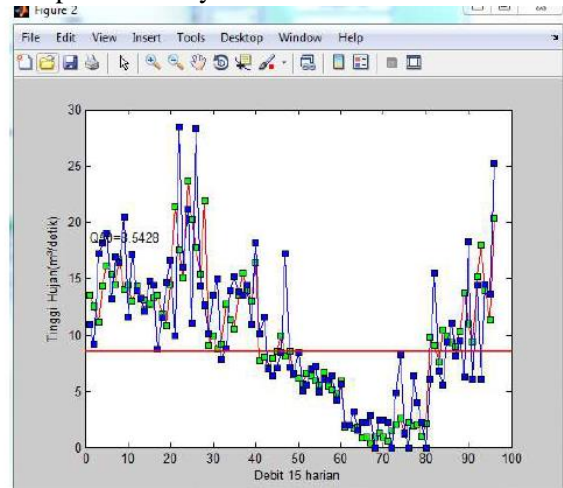 Figure 2
File Edit View Insert Tools Desktop Window Help
30
25
20
15
10
5
0
Tinggi Hujan(m³/detik)
0 10 20 30 40 50 60 70 80 90 100
Debit 15 harian